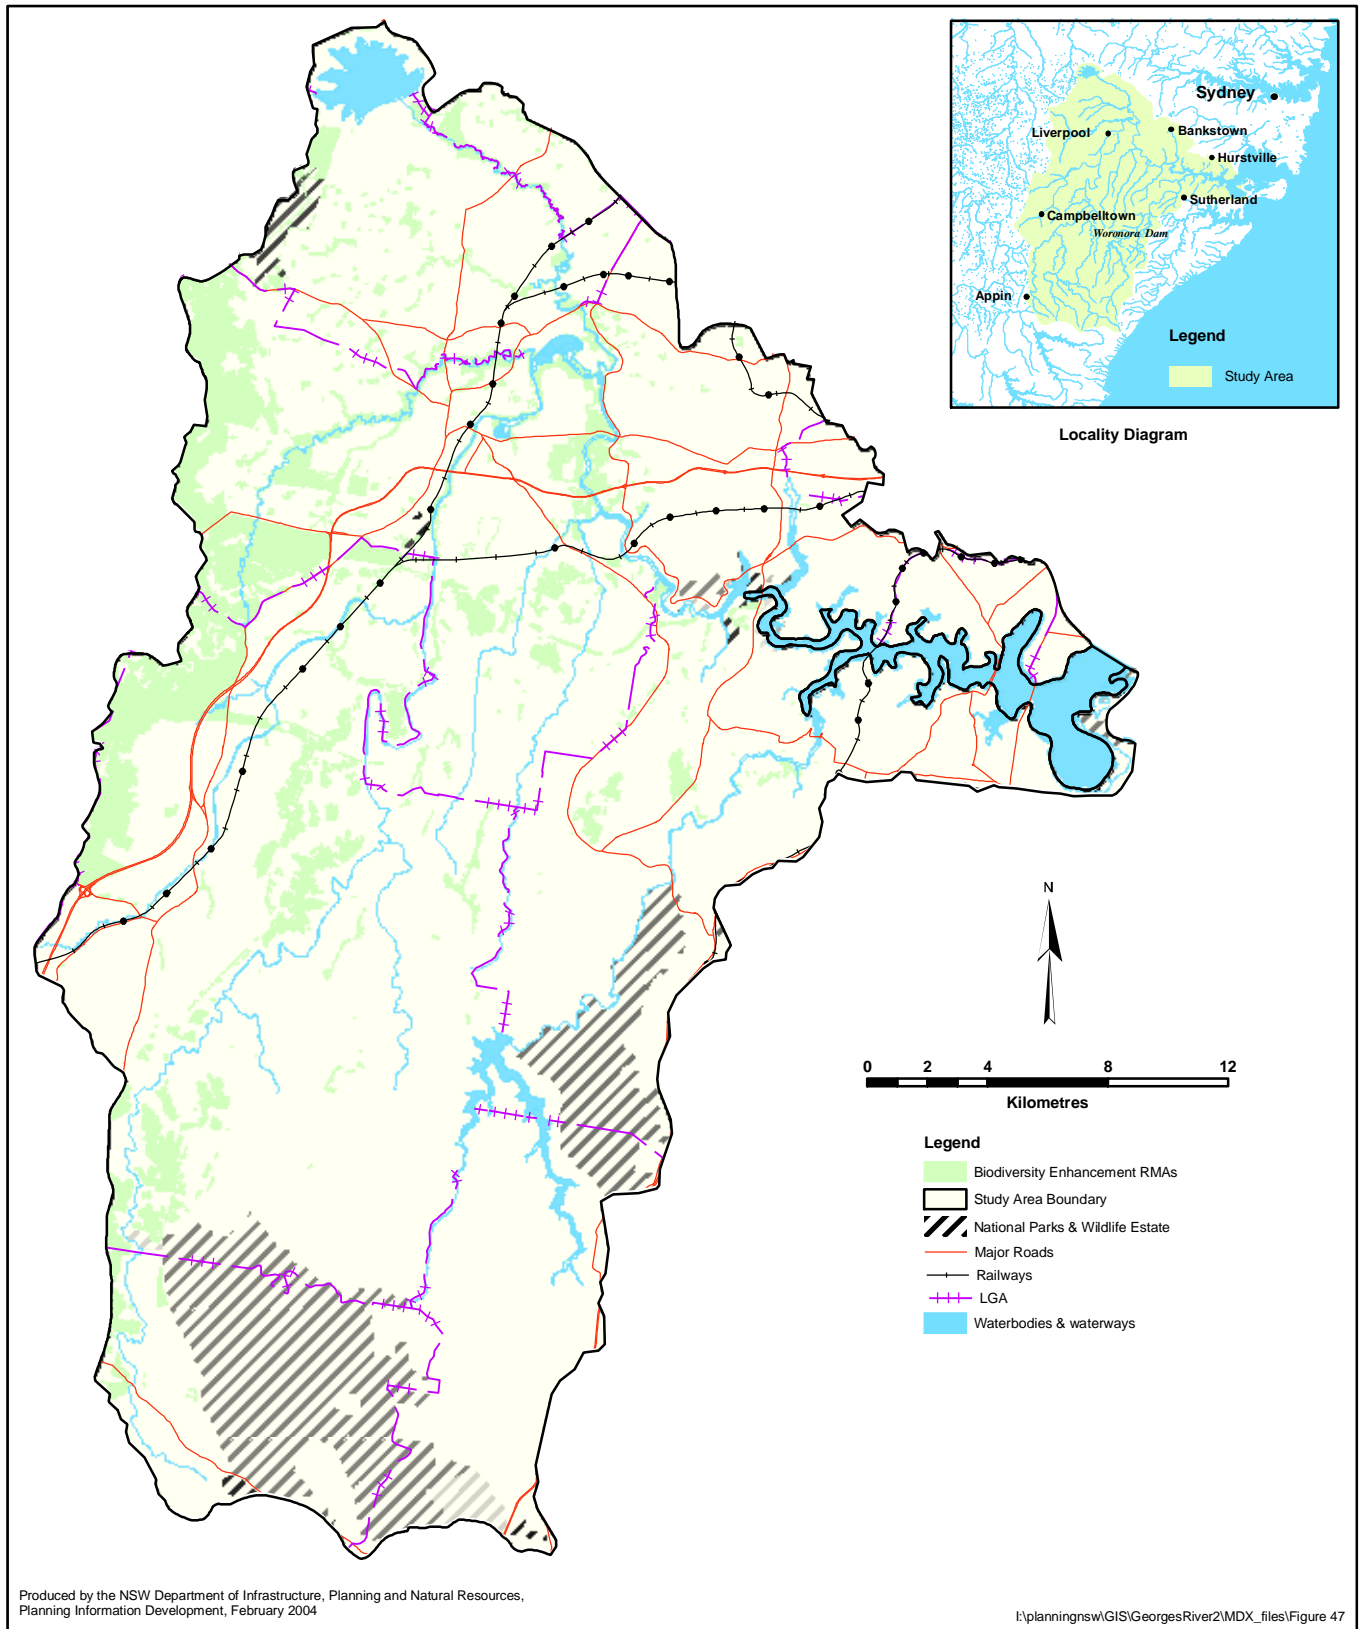 Sydney
Liverpool
Bankstown
Hurstville
Sutherland
Campbelltown
Woronora Dam
Appin
Legend
Study Area
Locality Diagram
N
0 2 4 8 12
Kilometres
Legend
Biodiversity Enhancement RMAs
Study Area Boundary
National Parks & Wildlife Estate
Major Roads
Railways
LGA
Waterbodies & waterways
Produced by the NSW Department of Infrastructure, Planning and Natural Resources,
Planning Information Development, February 2004
I:\planningnsw\GIS\GeorgesRiver2\MDX_files\Figure 47